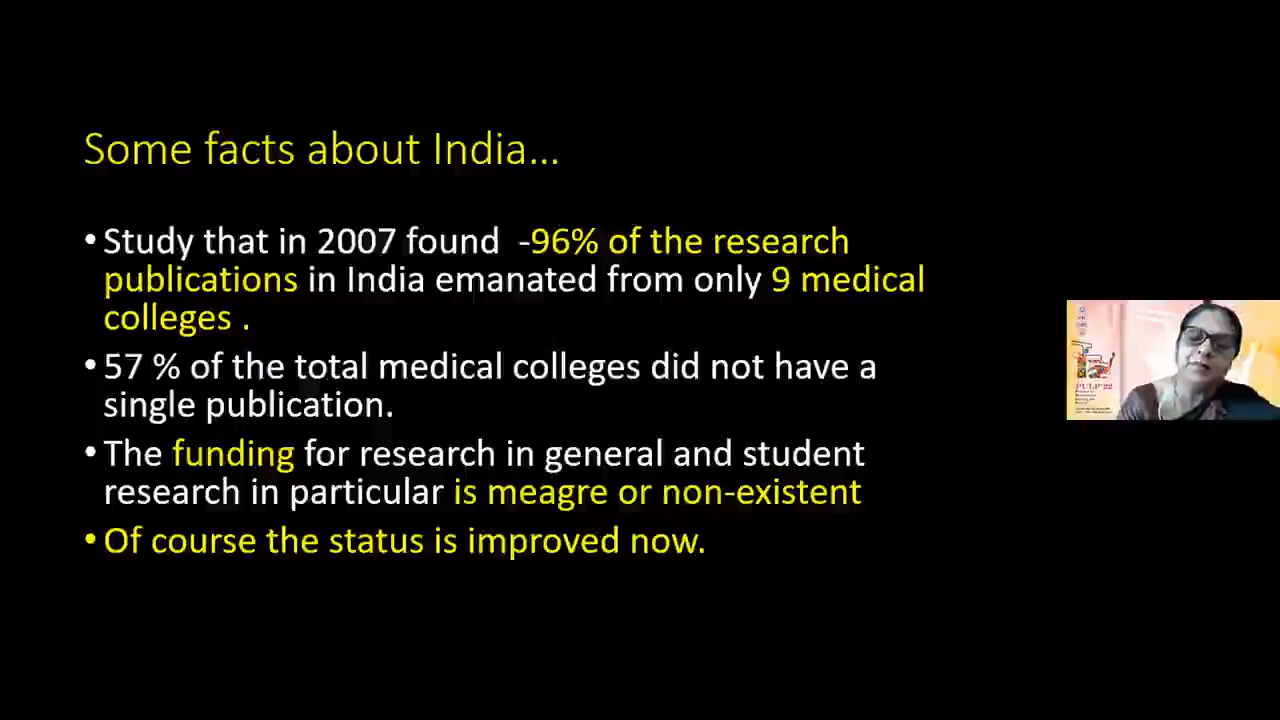 Some facts about India...
• Study that in 2007 found -96% of the research
publications in India emanated from only 9 medical
colleges .
• 57 % of the total medical colleges did not have a
single publication.
• The funding for research in general and student
research in particular is meagre or non-existent
• Of course the status is improved now.